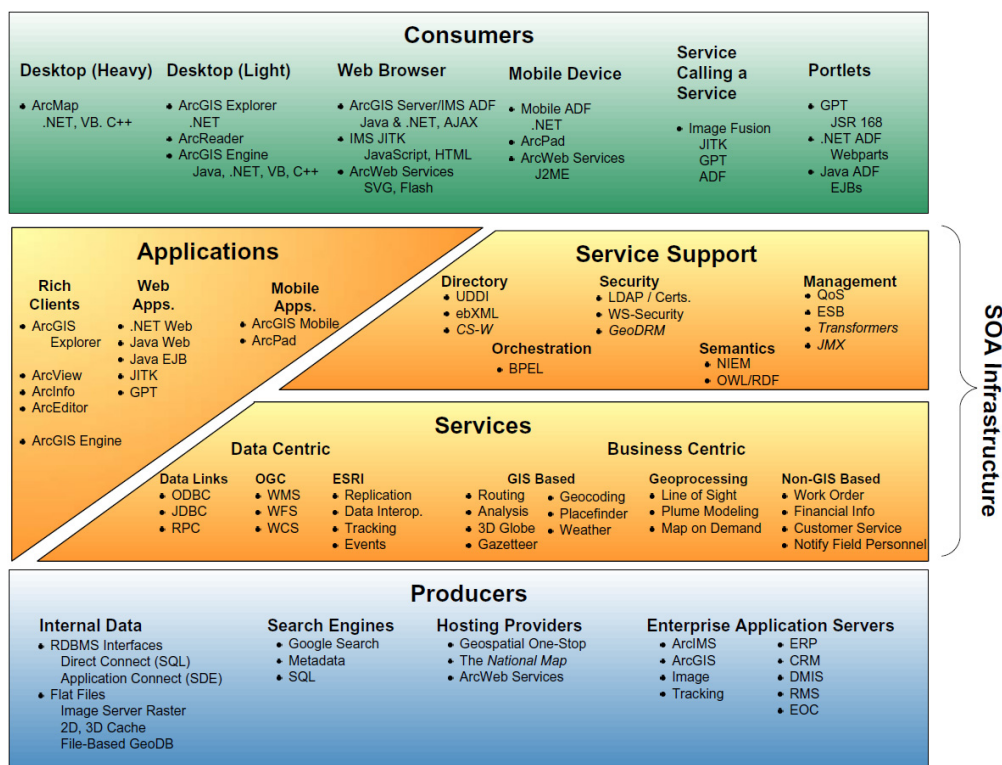 Consumers
Desktop (Heavy)
ArcMap
.NET, VB. C++
Desktop (Light)
ArcGIS Explorer
.NET
ArcReader
ArcGIS Engine
Java, .NET, VB, C++
Web Browser
ArcGIS Server/IMS ADF
Java & .NET, AJAX
IMS JITK
JavaScript, HTML
ArcWeb Services
SVG, Flash
Mobile Device
Mobile ADF
.NET
ArcPad
ArcWeb Services
J2ME
Service
Calling a
Service
Image Fusion
JITK
GPT
ADF
Portlets
GPT
JSR 168
.NET ADF
Webparts
Java ADF
EJBs
Applications
Rich
Clients
ArcGIS
Explorer
ArcView
ArcInfo
ArcEditor
ArcGIS Engine
Web
Apps.
.NET Web
Java Web
Java EJB
JITK
GPT
Mobile
Apps.
ArcGIS Mobile
ArcPad
Service Support
Directory
UDDI
ebXML
CS-W
Security
LDAP / Certs.
WS-Security
GeoDRM
Management
QoS
ESB
Transformers
JMX
Orchestration
BPEL
Semantics
NIEM
OWL/RDF
SOA Infrastructure
Services
Data Centric
Data Links
ODBC
JDBC
RPC
OGC
WMS
WFS
WCS
ESRI
Replication
Data Interop.
Tracking
Events
Business Centric
GIS Based
Routing
Analysis
3D Globe
Gazetteer
Geocoding
Placefinder
Weather
Geoprocessing
Line of Sight
Plume Modeling
Map on Demand
Non-GIS Based
Work Order
Financial Info
Customer Service
Notify Field Personnel
Producers
Internal Data
RDBMS Interfaces
Direct Connect (SQL)
Application Connect (SDE)
Flat Files
Image Server Raster
2D, 3D Cache
File-Based GeoDB
Search Engines
Google Search
Metadata
SQL
Hosting Providers
Geospatial One-Stop
The National Map
ArcWeb Services
Enterprise Application Servers
ArcIMS
ArcGIS
Image
Tracking
ERP
CRM
DMIS
RMS
EOC